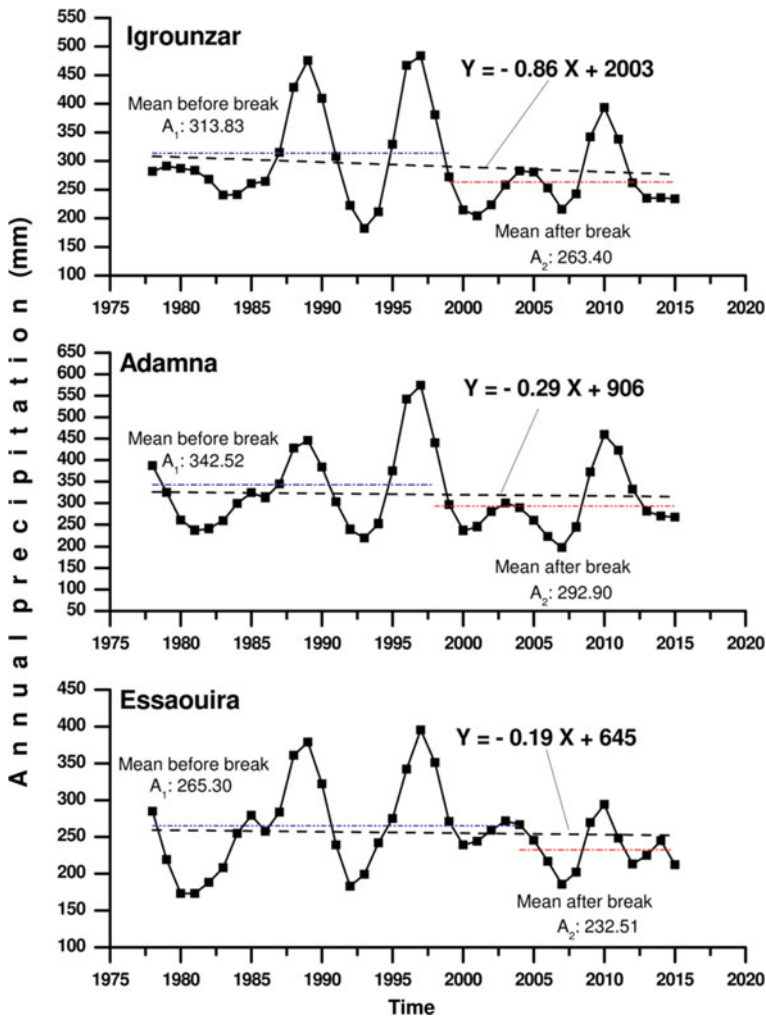 Annual precipitation (mm)
Igrounzar
Y = - 0.86 X + 2003
Mean before break
A₁: 313.83
Mean after break
A₂: 263.40
550
500
450
400
350
300
250
200
150
100
1975 1980 1985 1990 1995 2000 2005 2010 2015 2020
Adamna
Y = - 0.29 X + 906
Mean before break
A₁: 342.52
Mean after break
A₂: 292.90
650
600
550
500
450
400
350
300
250
200
150
100
50
1975 1980 1985 1990 1995 2000 2005 2010 2015 2020
Essaouira
Y = - 0.19 X + 645
Mean before break
A₁: 265.30
Mean after break
A₂: 232.51
450
400
350
300
250
200
150
100
1975 1980 1985 1990 1995 2000 2005 2010 2015 2020
Time